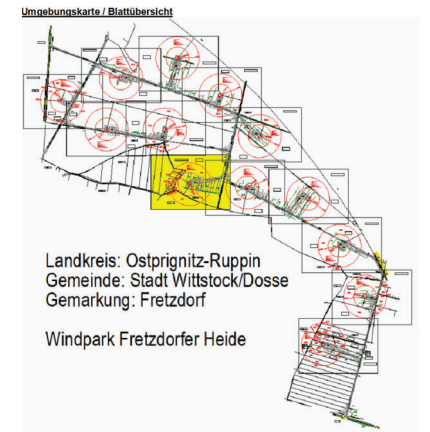 Umgebungskarte / Blattübersicht
Landkreis: Ostprignitz-Ruppin
Gemeinde: Stadt Wittstock/Dosse
Gemarkung: Fretzdorf
Windpark Fretzdorfer Heide